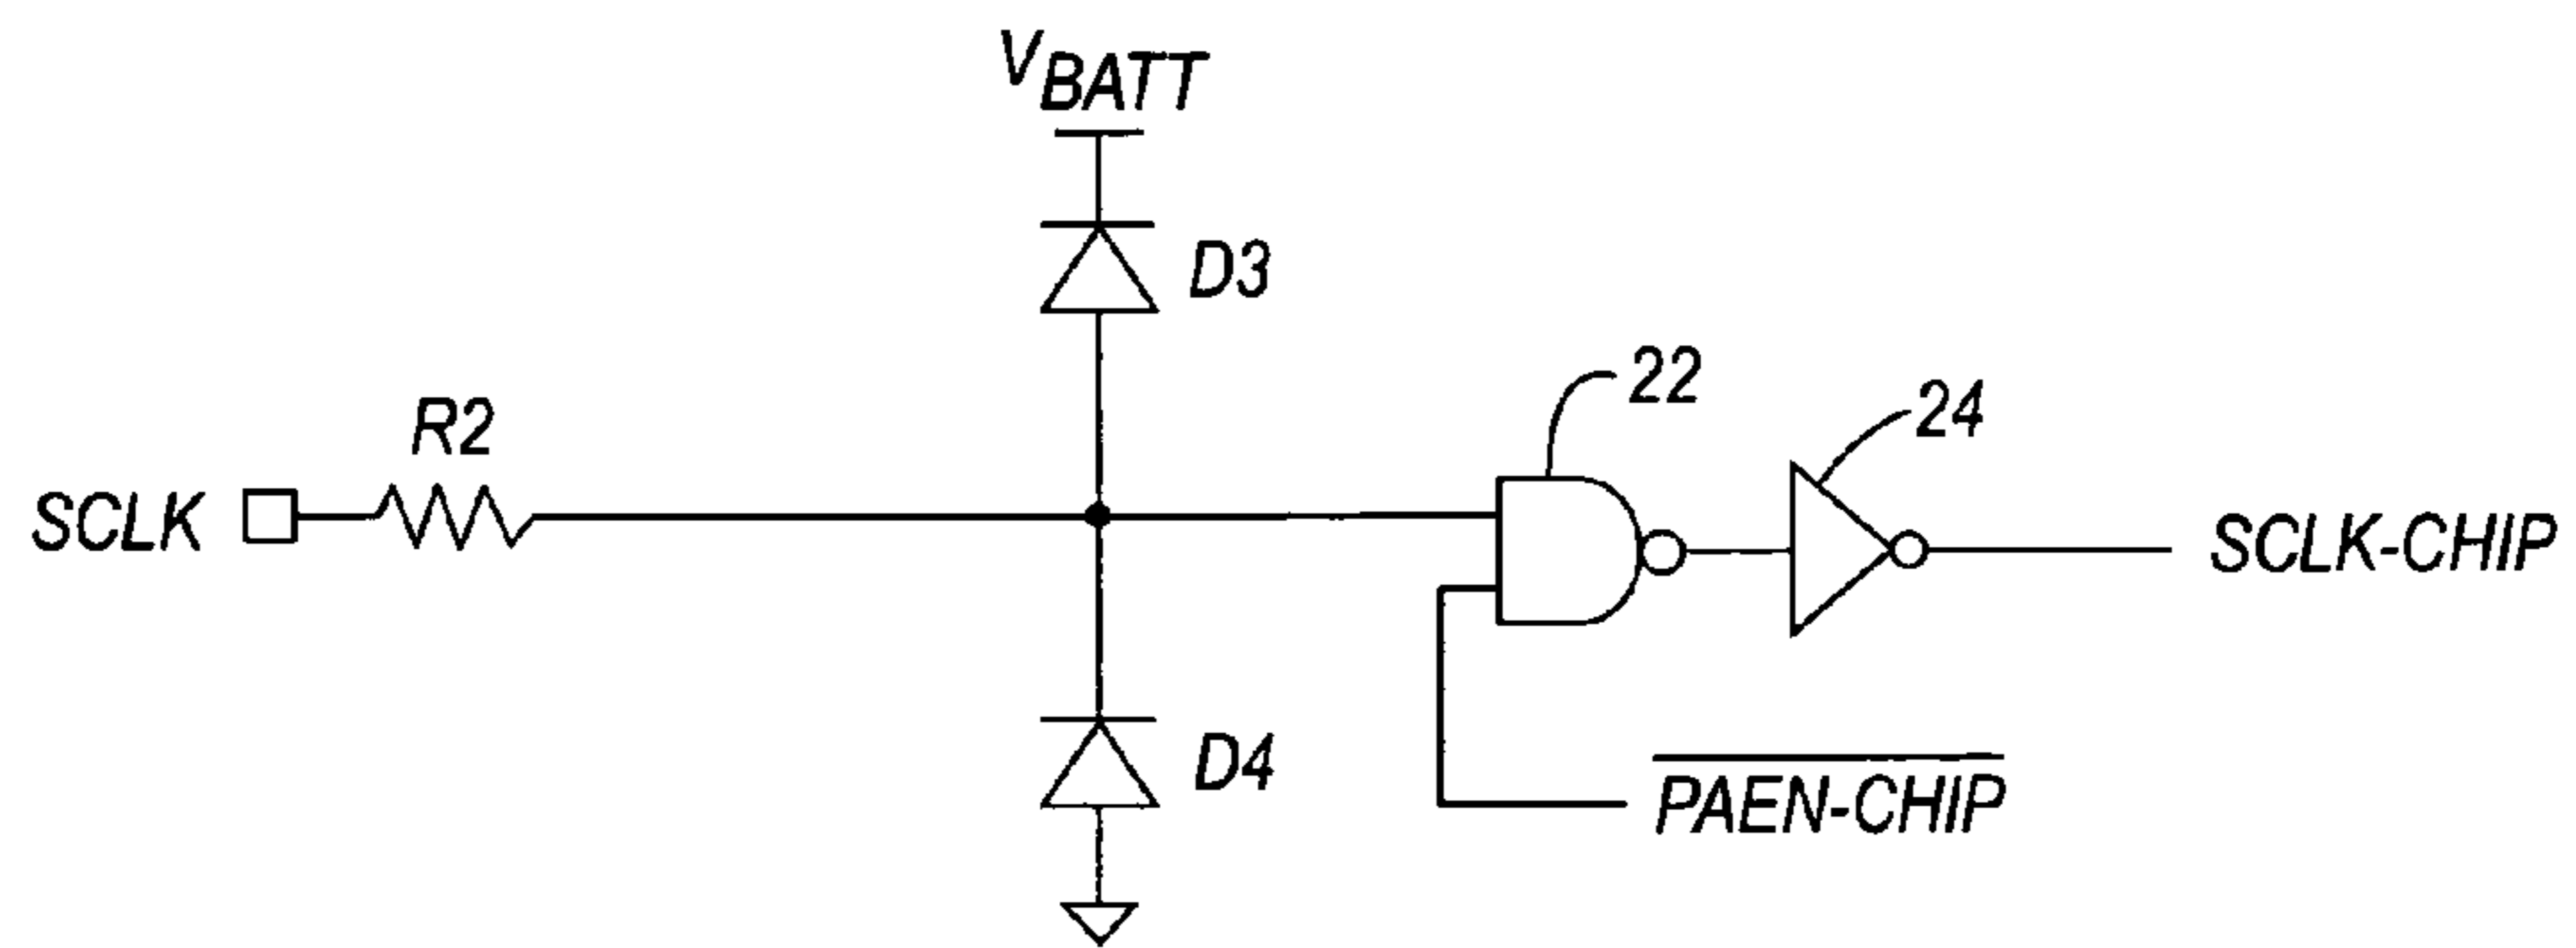 VBATT
D3
22
24
R2
SCLK
SCLK-CHIP
D4
PAEN-CHIP